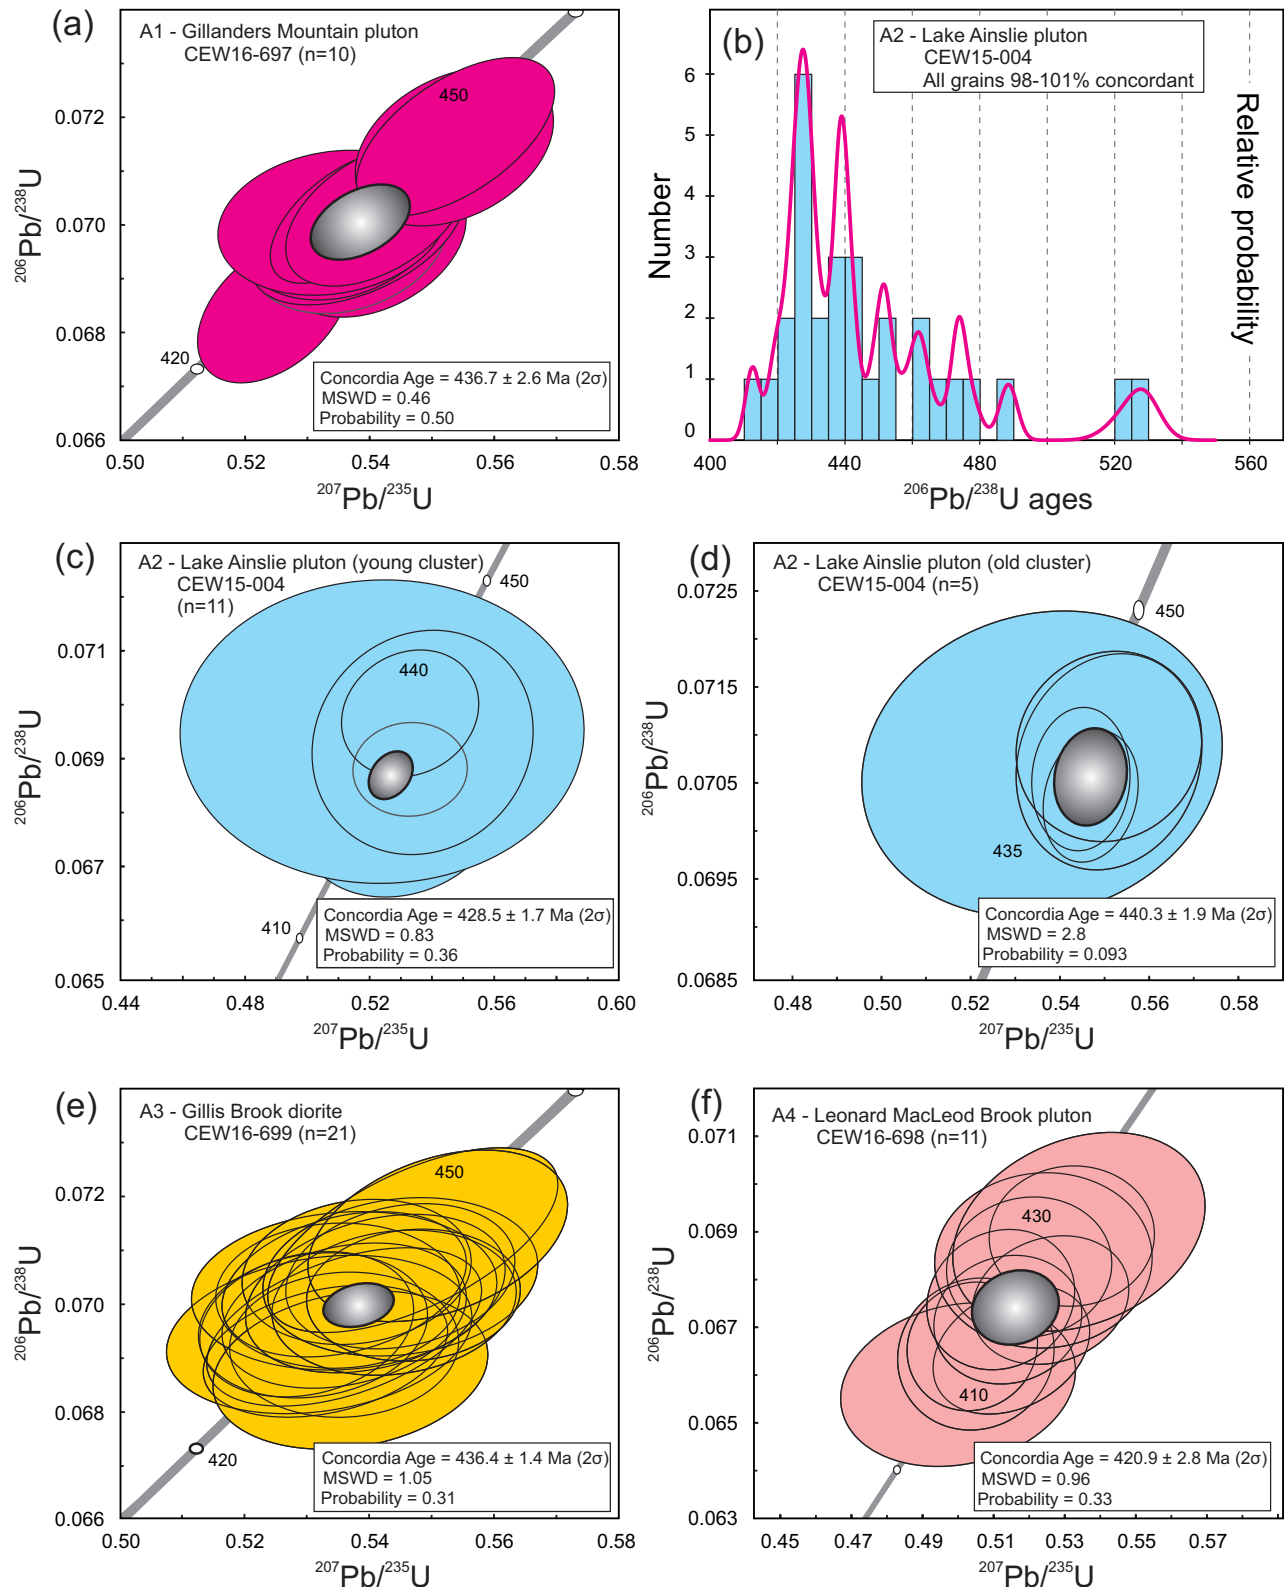 (a)
A1 - Gillanders Mountain pluton
CEW16-697 (n=10)
450
420
0.072
0.070
0.068
0.066
206Pb/238U
Concordia Age = 436.7 ± 2.6 Ma (2σ)
MSWD = 0.46
Probability = 0.50
0.50 0.52 0.54 0.56 0.58
207Pb/235U
(b)
A2 - Lake Ainslie pluton
CEW15-004
All grains 98-101% concordant
Number
Relative probability
6
5
4
3
2
1
0
400 440 480 520 560
206Pb/238U ages
(c)
A2 - Lake Ainslie pluton (young cluster)
CEW15-004
(n=11)
450
440
410
0.071
0.069
0.067
0.065
206Pb/238U
Concordia Age = 428.5 ± 1.7 Ma (2σ)
MSWD = 0.83
Probability = 0.36
0.44 0.48 0.52 0.56 0.60
207Pb/235U
(d)
A2 - Lake Ainslie pluton (old cluster)
CEW15-004 (n=5)
450
435
0.0725
0.0715
0.0705
0.0695
0.0685
206Pb/238U
Concordia Age = 440.3 ± 1.9 Ma (2σ)
MSWD = 2.8
Probability = 0.093
0.48 0.50 0.52 0.54 0.56 0.58
207Pb/235U
(e)
A3 - Gillis Brook diorite
CEW16-699 (n=21)
450
420
0.072
0.070
0.068
0.066
206Pb/238U
Concordia Age = 436.4 ± 1.4 Ma (2σ)
MSWD = 1.05
Probability = 0.31
0.50 0.52 0.54 0.56 0.58
207Pb/235U
(f)
A4 - Leonard MacLeod Brook pluton
CEW16-698 (n=11)
430
410
0.071
0.069
0.067
0.065
0.063
206Pb/238U
Concordia Age = 420.9 ± 2.8 Ma (2σ)
MSWD = 0.96
Probability = 0.33
0.45 0.47 0.49 0.51 0.53 0.55 0.57
207Pb/235U